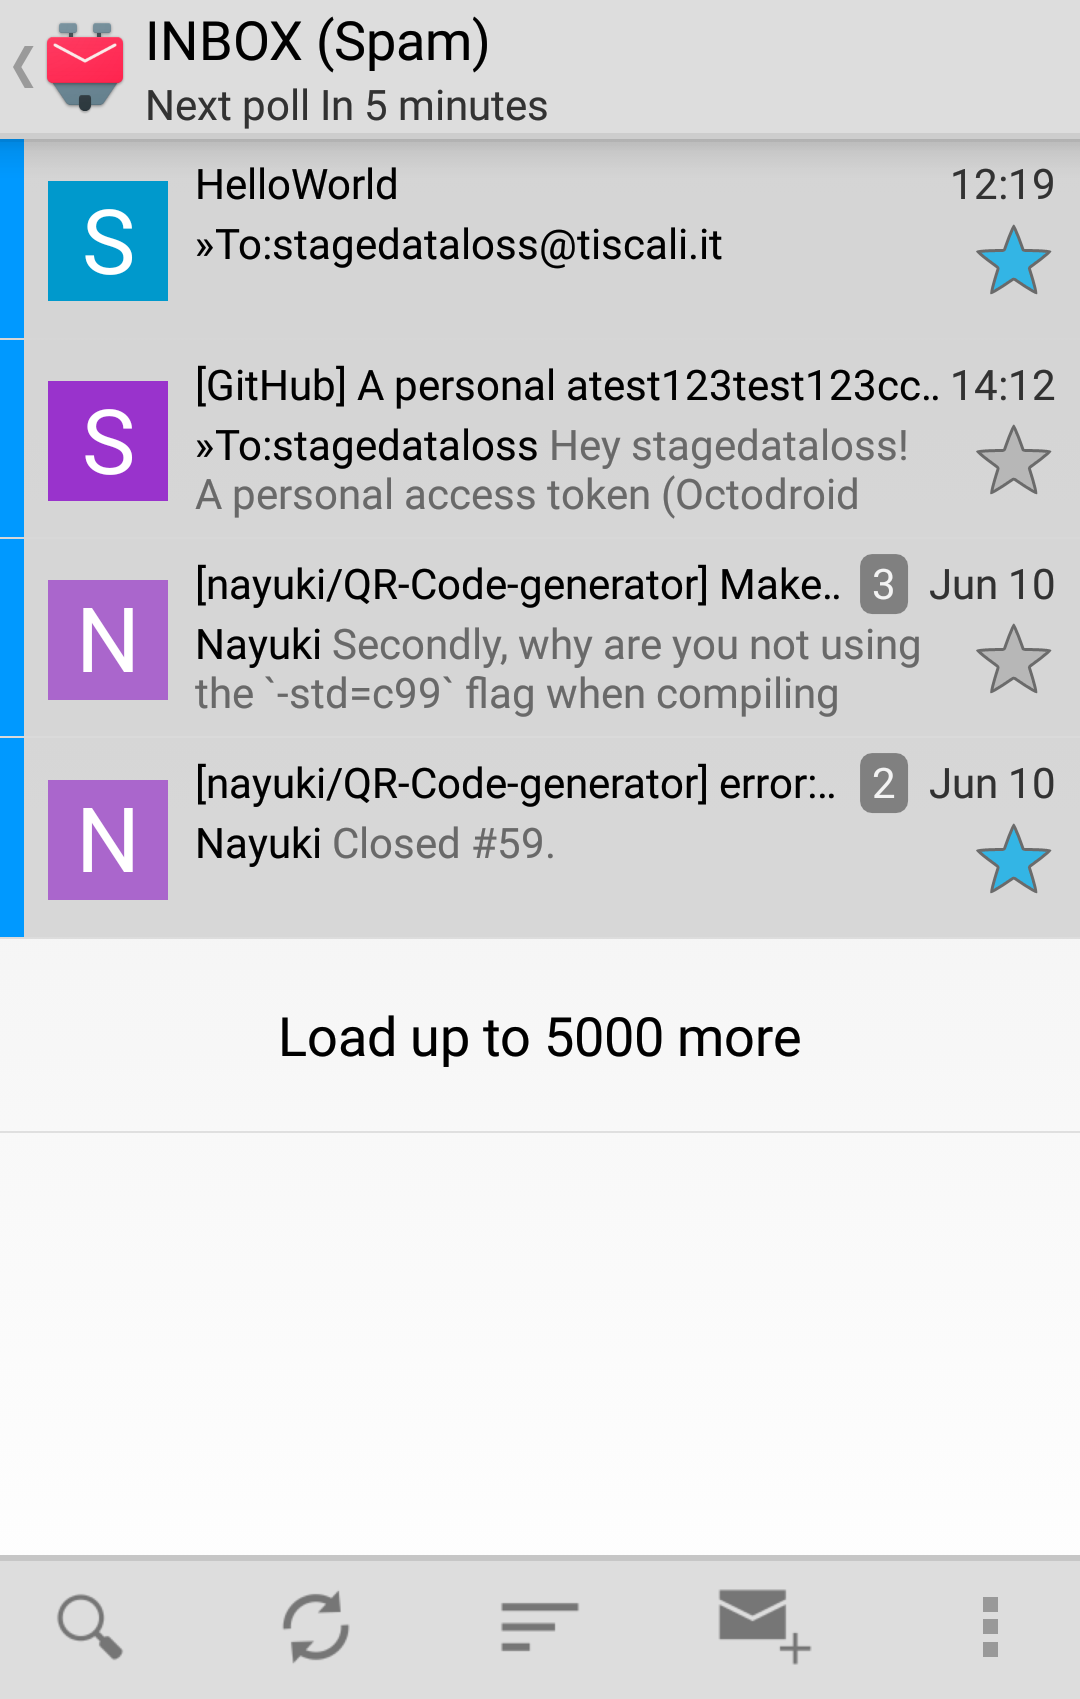 INBOX (Spam)
Next poll In 5 minutes
S
HelloWorld
12:19
»To:stagedataloss@tiscali.it
S
[GitHub] A personal atest123test123cc..
14:12
»To:stagedataloss Hey stagedataloss!
A personal access token (Octodroid
N
[nayuki/QR-Code-generator] Make..
3
Jun 10
Nayuki Secondly, why are you not using
the `-std=c99` flag when compiling
N
[nayuki/QR-Code-generator] error:..
2
Jun 10
Nayuki Closed #59.
Load up to 5000 more